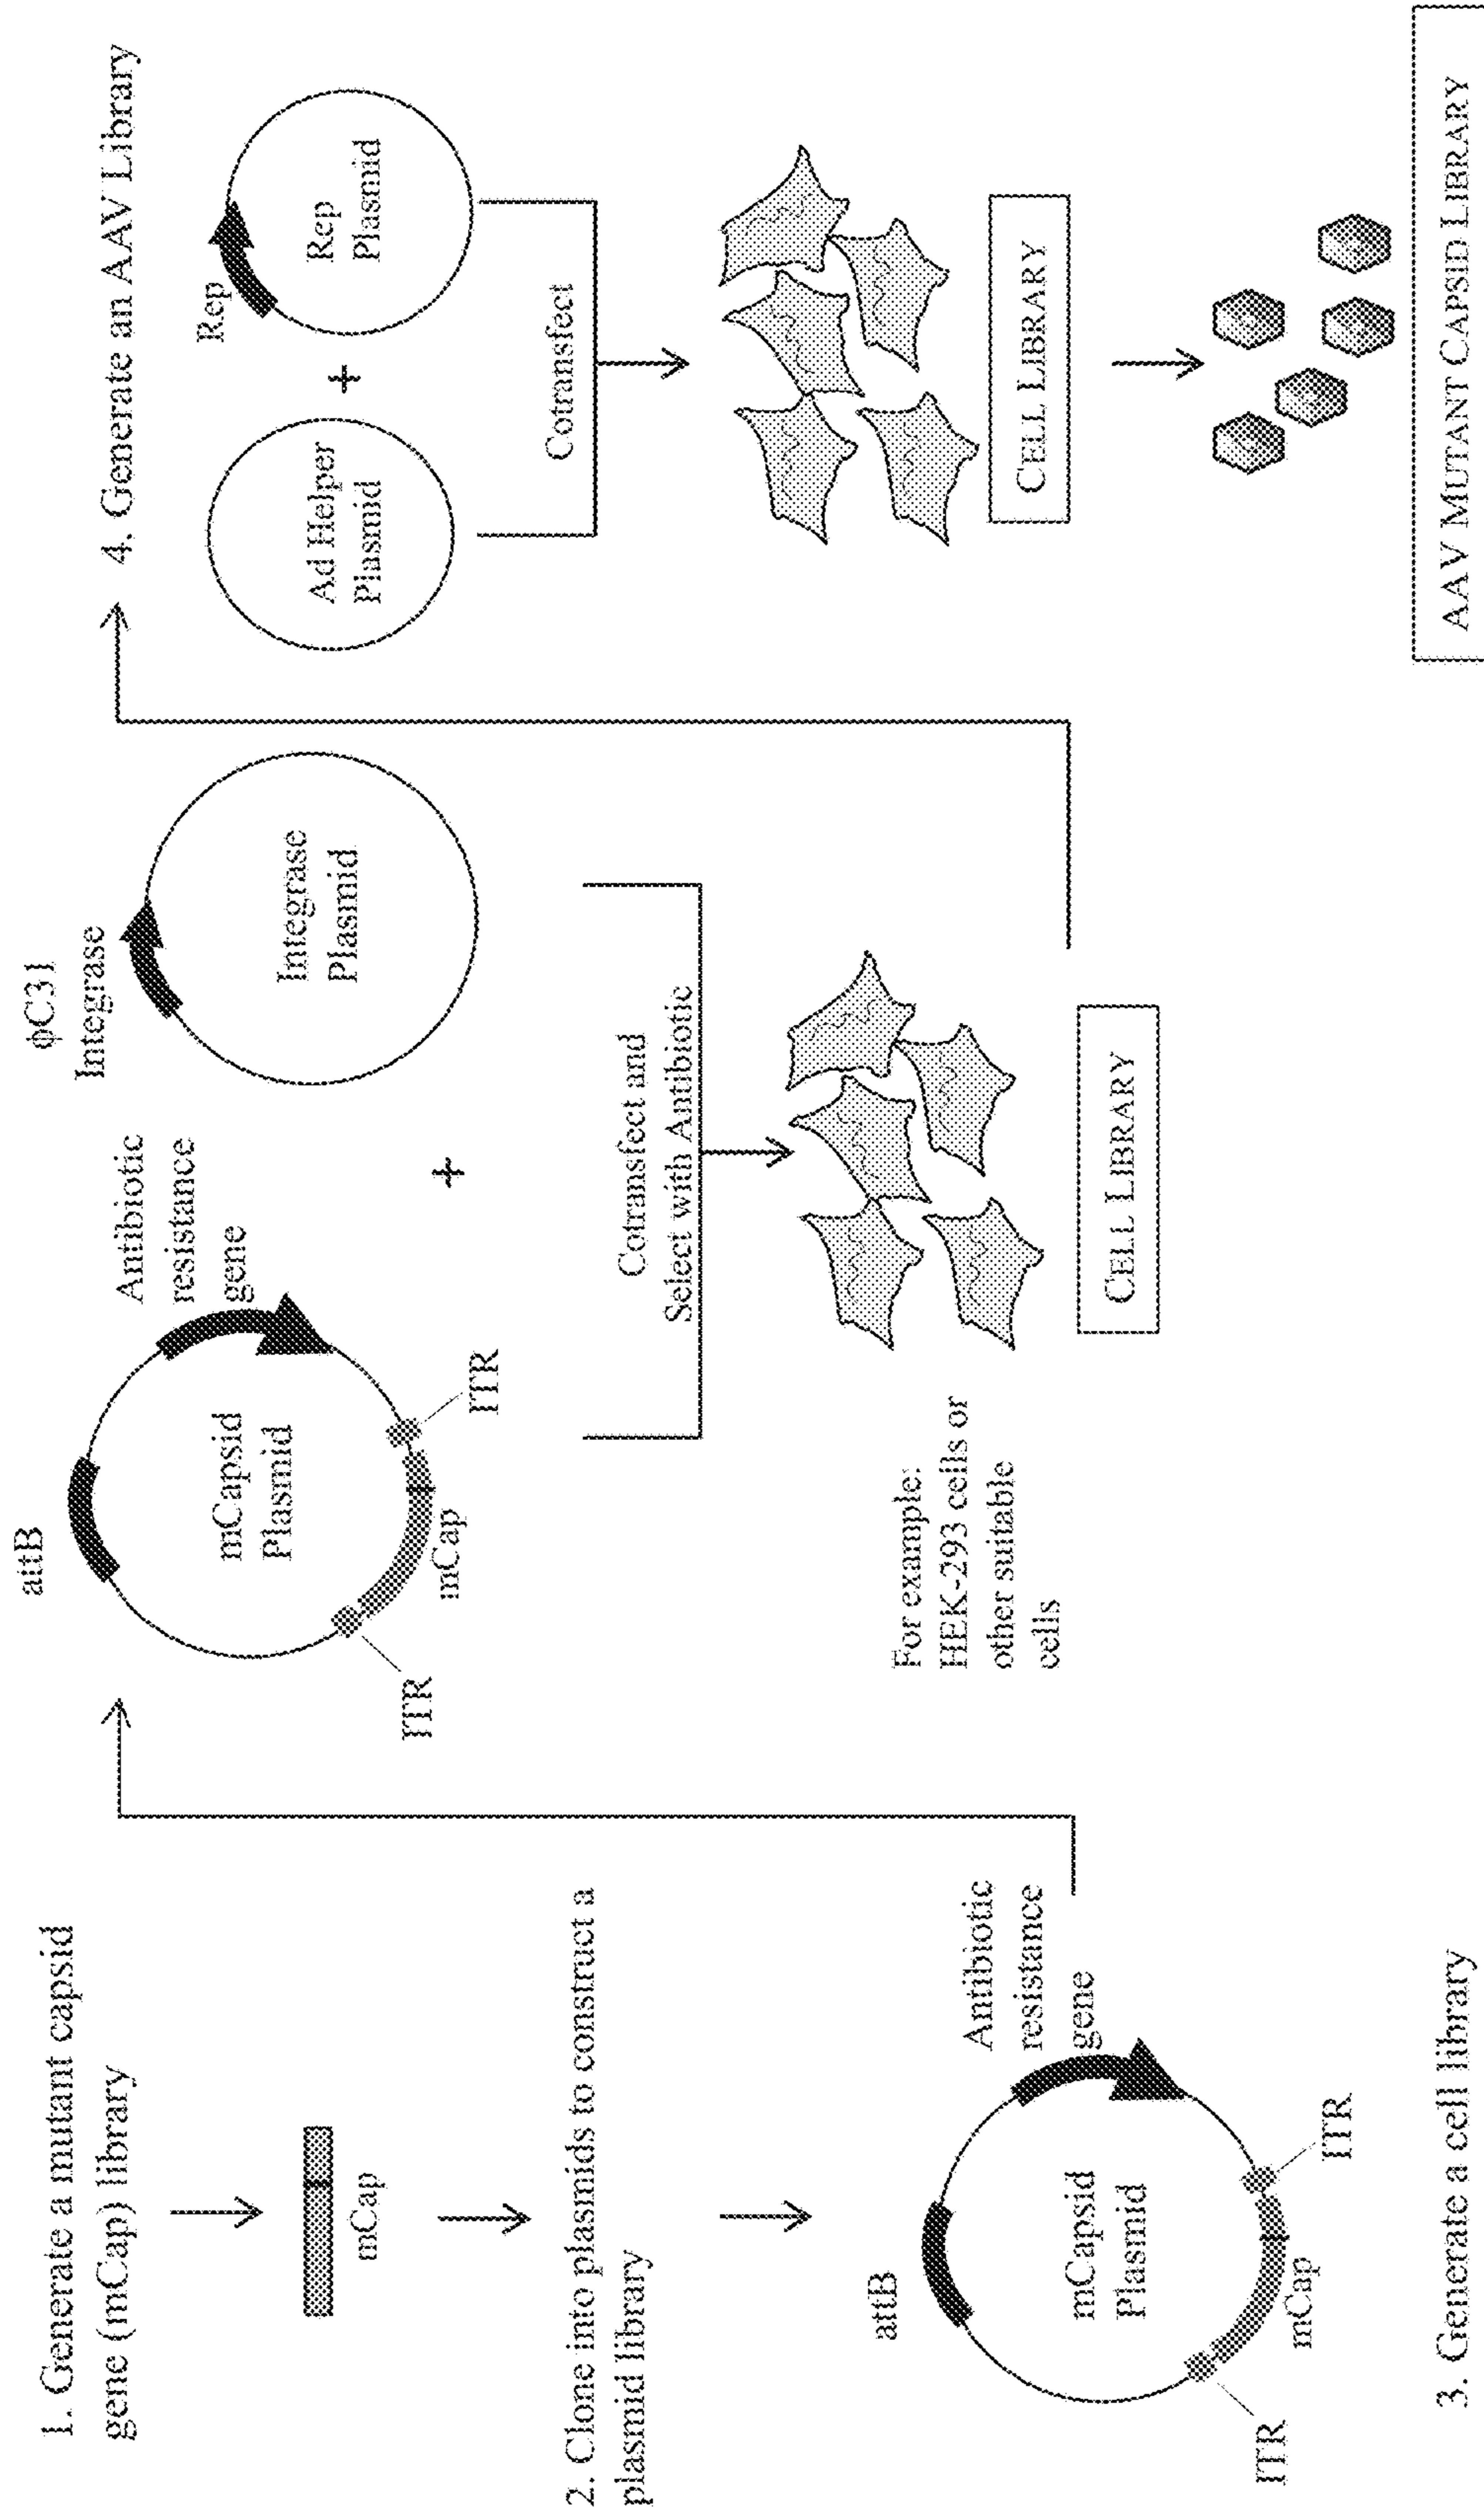 1. Generate a mutant capsid
gene (mCap) library
mCap
2. Clone into plasmids to construct a
plasmid library
attB
Antibiotic
resistance
gene
mCapsid
Plasmid
ITR
mCap
ITR
3. Generate a cell library
attB
Antibiotic
resistance
gene
mCapsid
Plasmid
ITR
mCap
ITR
+
ϕC31
Integrase
Integrase
Plasmid
Cotransfect and
Select with Antibiotic
For example:
HEK-293 cells or
other suitable
cells
CELL LIBRARY
4. Generate an AAV Library
Ad Helper
Plasmid
+
Rep
Rep
Plasmid
Cotransfect
CELL LIBRARY
AAV MUTANT CAPSID LIBRARY